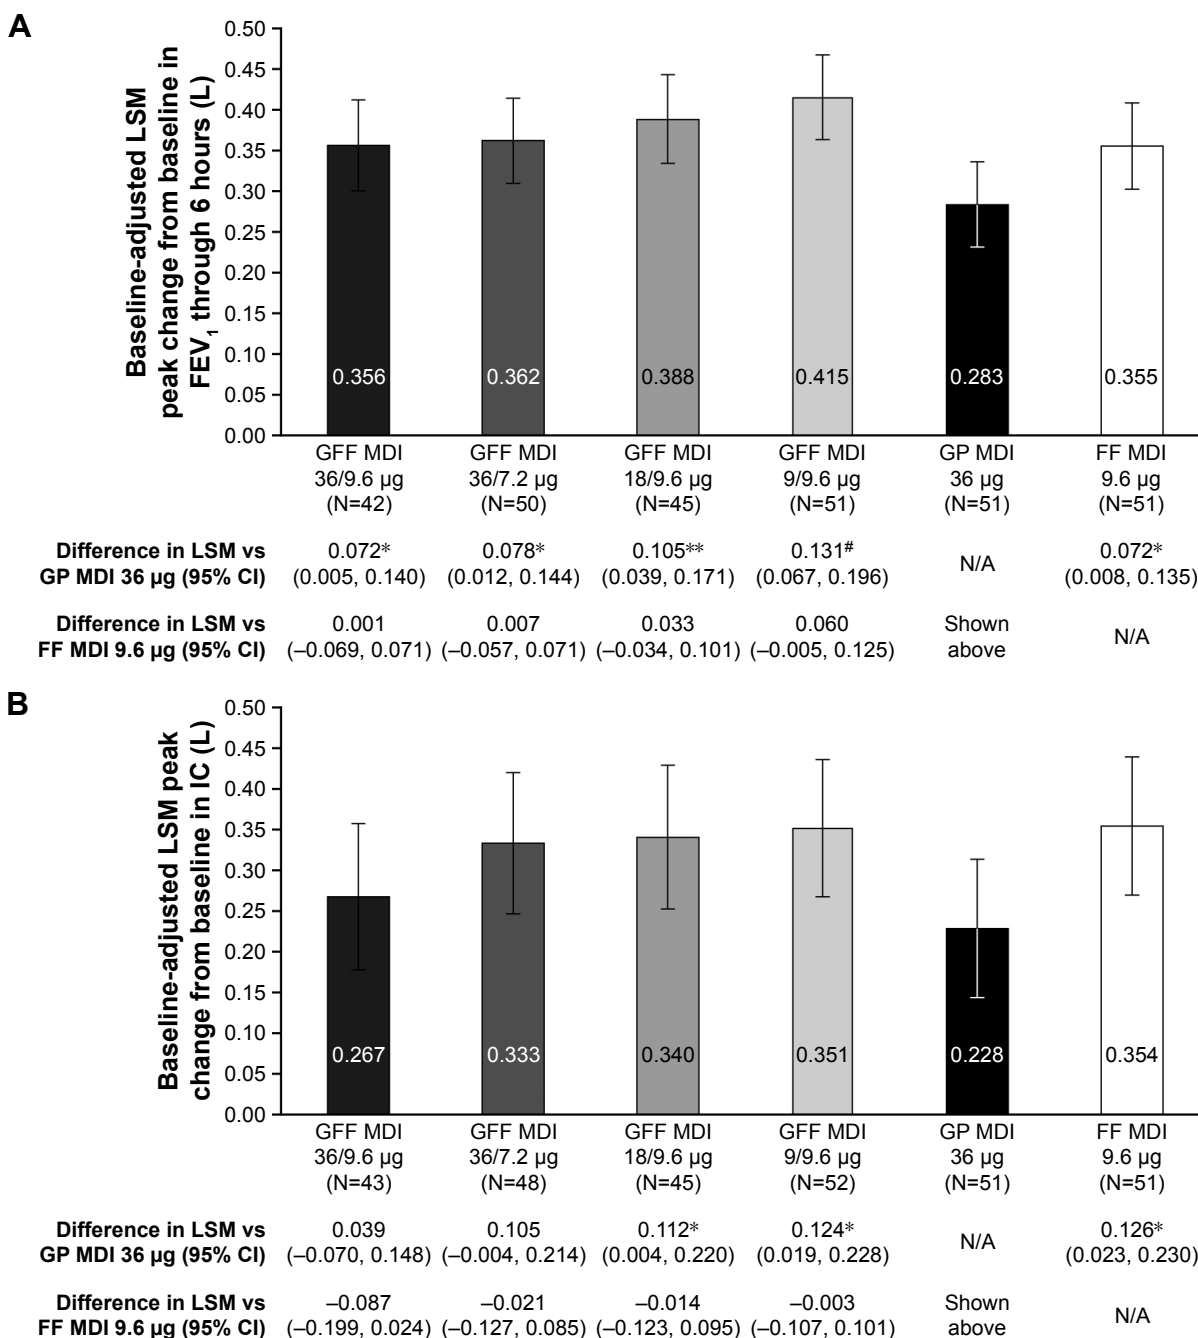 A
Baseline-adjusted LSM
peak change from baseline in
FEV₁ through 6 hours (L)
0.50
0.45
0.40
0.35
0.30
0.25
0.20
0.15
0.10
0.05
0.00
0.356 0.362 0.388 0.415 0.283 0.355
GFF MDI GFF MDI GFF MDI GFF MDI GP MDI FF MDI
36/9.6 µg 36/7.2 µg 18/9.6 µg 9/9.6 µg 36 µg 9.6 µg
(N=42) (N=50) (N=45) (N=51) (N=51) (N=51)
Difference in LSM vs 0.072* 0.078* 0.105** 0.131# N/A 0.072*
GP MDI 36 µg (95% CI) (0.005, 0.140) (0.012, 0.144) (0.039, 0.171) (0.067, 0.196) (0.008, 0.135)
Difference in LSM vs 0.001 0.007 0.033 0.060 Shown N/A
FF MDI 9.6 µg (95% CI) (–0.069, 0.071) (–0.057, 0.071) (–0.034, 0.101) (–0.005, 0.125) above
B
Baseline-adjusted LSM peak
change from baseline in IC (L)
0.50
0.45
0.40
0.35
0.30
0.25
0.20
0.15
0.10
0.05
0.00
0.267 0.333 0.340 0.351 0.228 0.354
GFF MDI GFF MDI GFF MDI GFF MDI GP MDI FF MDI
36/9.6 µg 36/7.2 µg 18/9.6 µg 9/9.6 µg 36 µg 9.6 µg
(N=43) (N=48) (N=45) (N=52) (N=51) (N=51)
Difference in LSM vs 0.039 0.105 0.112* 0.124* N/A 0.126*
GP MDI 36 µg (95% CI) (–0.070, 0.148) (–0.004, 0.214) (0.004, 0.220) (0.019, 0.228) (0.023, 0.230)
Difference in LSM vs –0.087 –0.021 –0.014 –0.003 Shown N/A
FF MDI 9.6 µg (95% CI) (–0.199, 0.024) (–0.127, 0.085) (–0.123, 0.095) (–0.107, 0.101) above